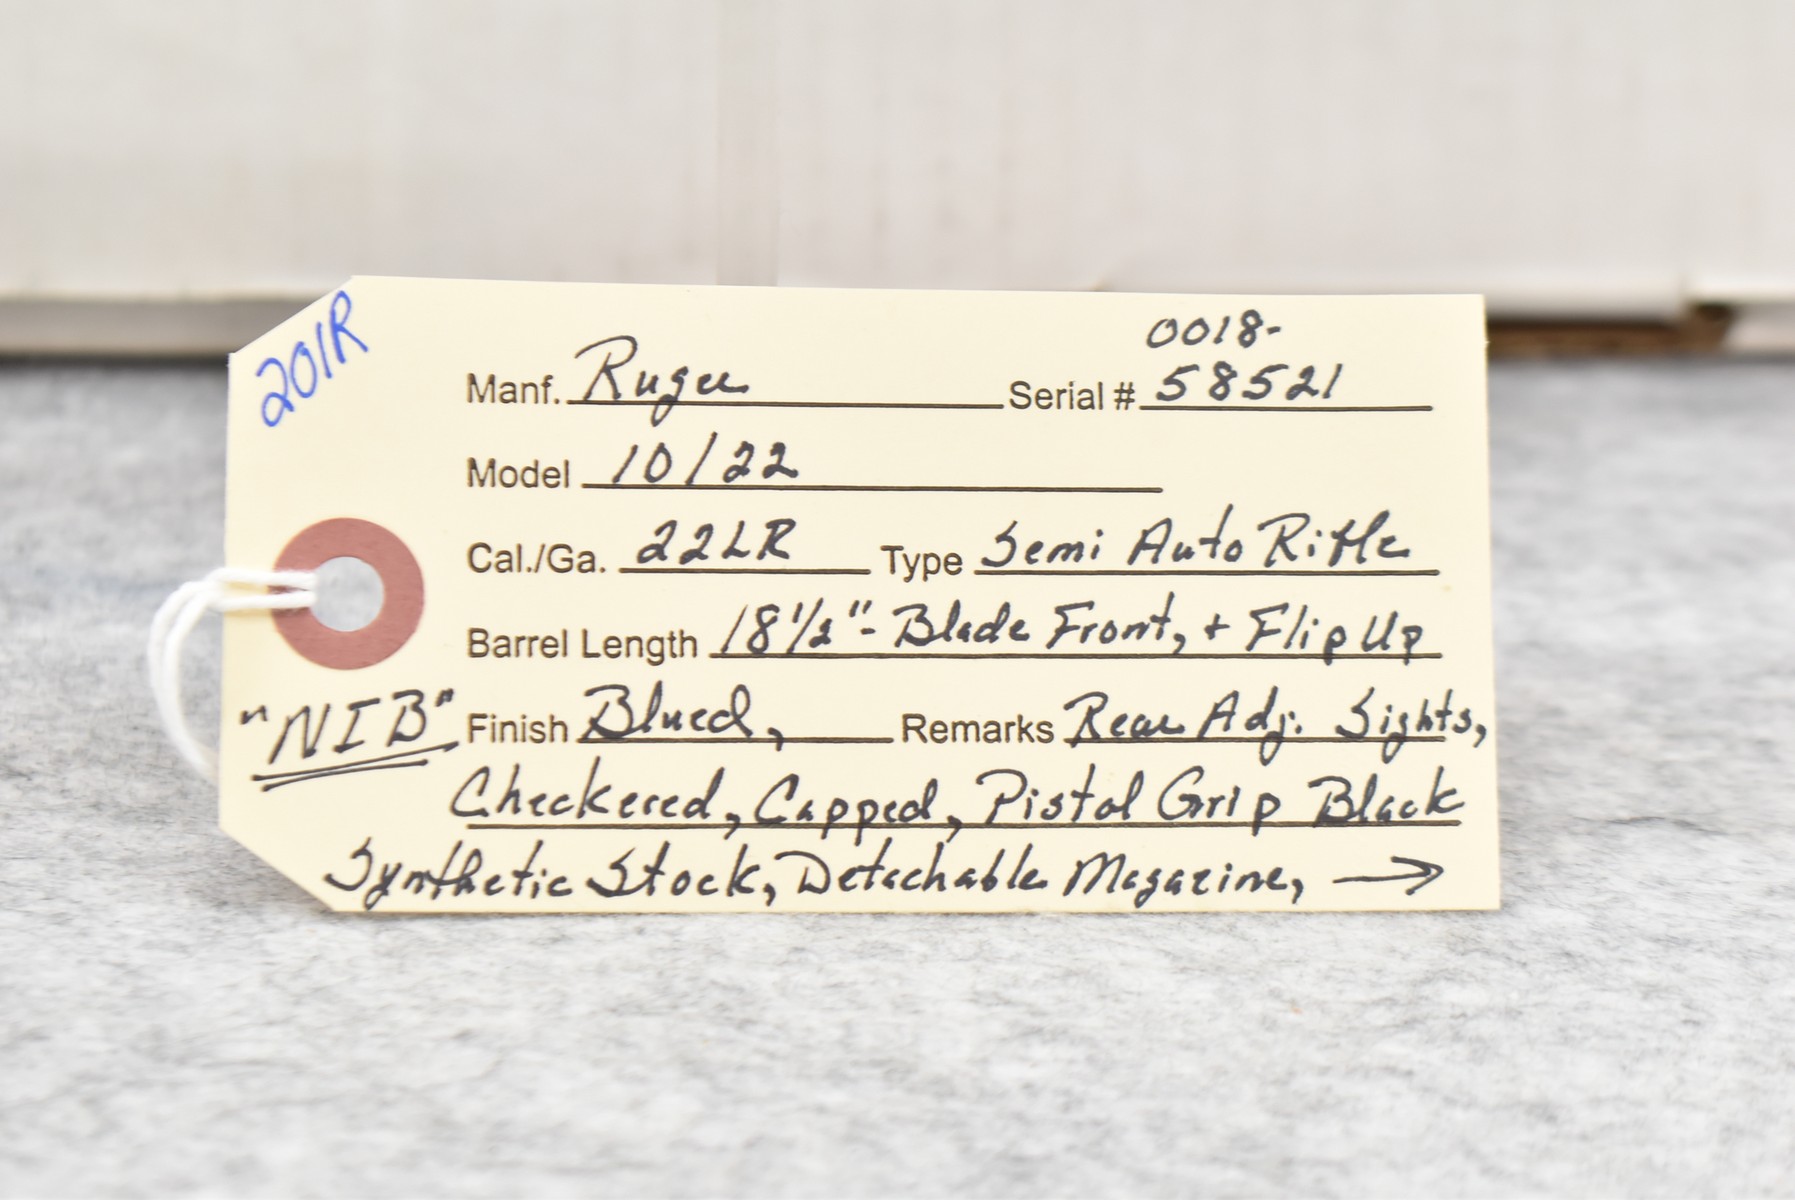 201R
0018-
Manf. Ruger Serial # 58521
Model 10/22
Cal./Ga. 22LR Type Semi Auto Rifle
Barrel Length 18 1/2" - Blade Front, + Flip Up
"NIB" Finish Blued, Remarks Rear Adj. Sights,
Checkered, Capped, Pistol Grip Black
Synthetic Stock, Detachable Magazine, →